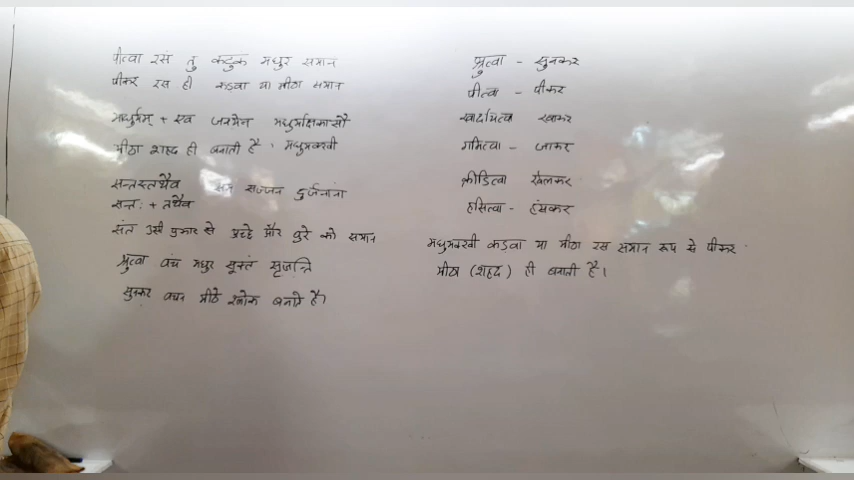 पीत्वा रसं तु कटुक मधुर समान
पीकर रस ही कड़वा या मीठा समान
माधुर्यम् + एव जनयेन मधुमक्षिकासौ
मीठा शहद ही बनाती है, मधुमक्खी
सन्तस्तथैव सम सज्जन दुर्जनानां
सन्तः + तथैव
संत उसी प्रकार से अच्छे और बुरे को समान
श्रुत्वा वचः मधुर सूक्तं सृजन्ति
सुनकर वचन मीठे श्लोक बनाते है।
श्रुत्वा - सुनकर
पीत्वा - पीकर
खादयित्वा खाकर
गमित्वा - जाकर
क्रीडित्वा खेलकर
हसित्वा - हंसकर
मधुमक्खी कड़वा या मीठा रस समान रूप से पीकर
मीठा (शहद) ही बनाती है।